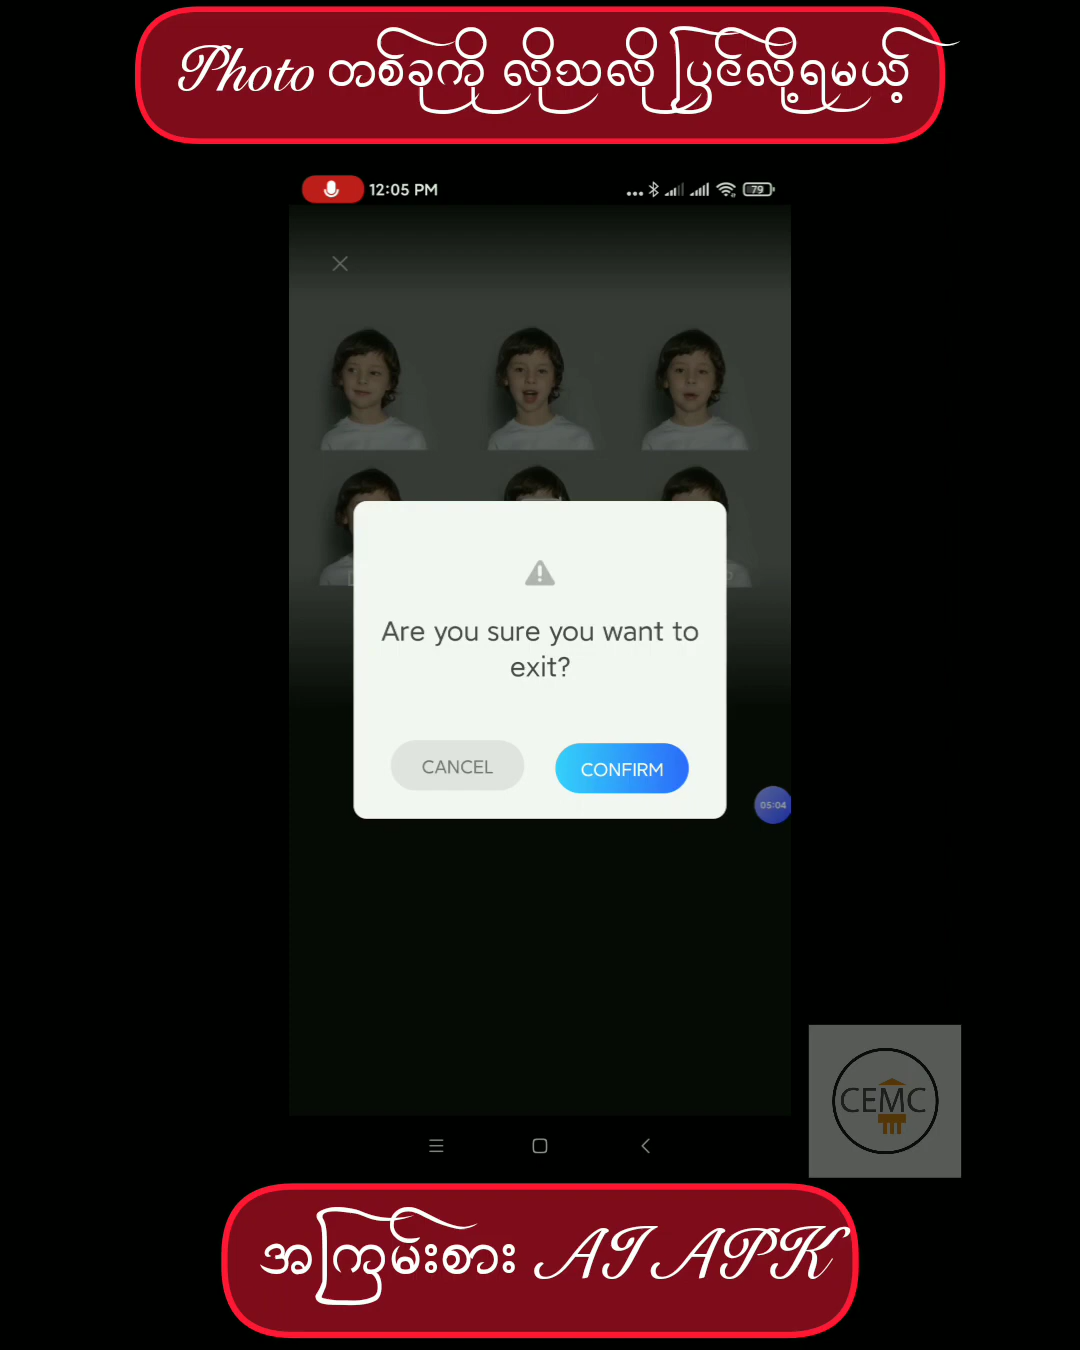 Photo တစ်ခုကို လိုသလို ပြင်လို့ရမယ့်
12:05 PM
79
Are you sure you want to
exit?
CANCEL
CONFIRM
05:04
CEMC
အကြမ်းစား AI APK